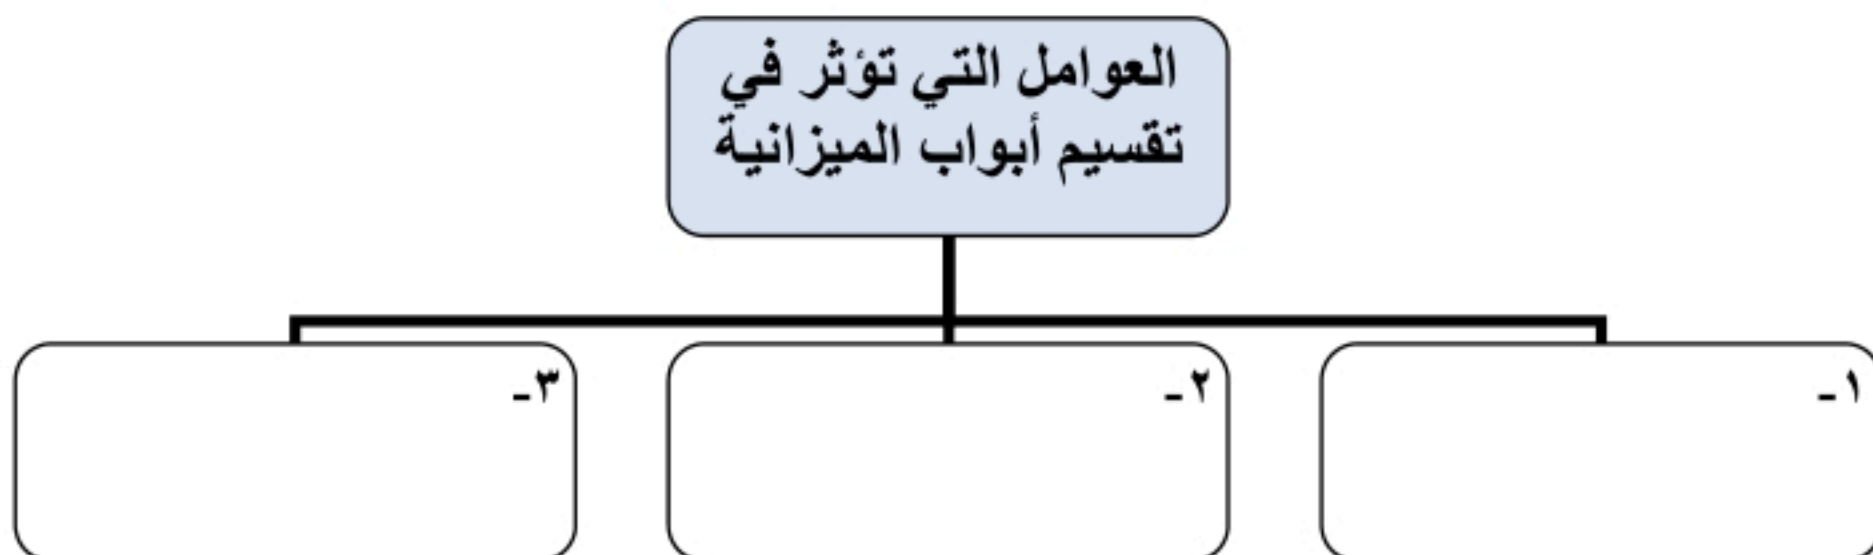 العوامل التي تؤثر في
تقسيم أبواب الميزانية
١-
٢-
٣-